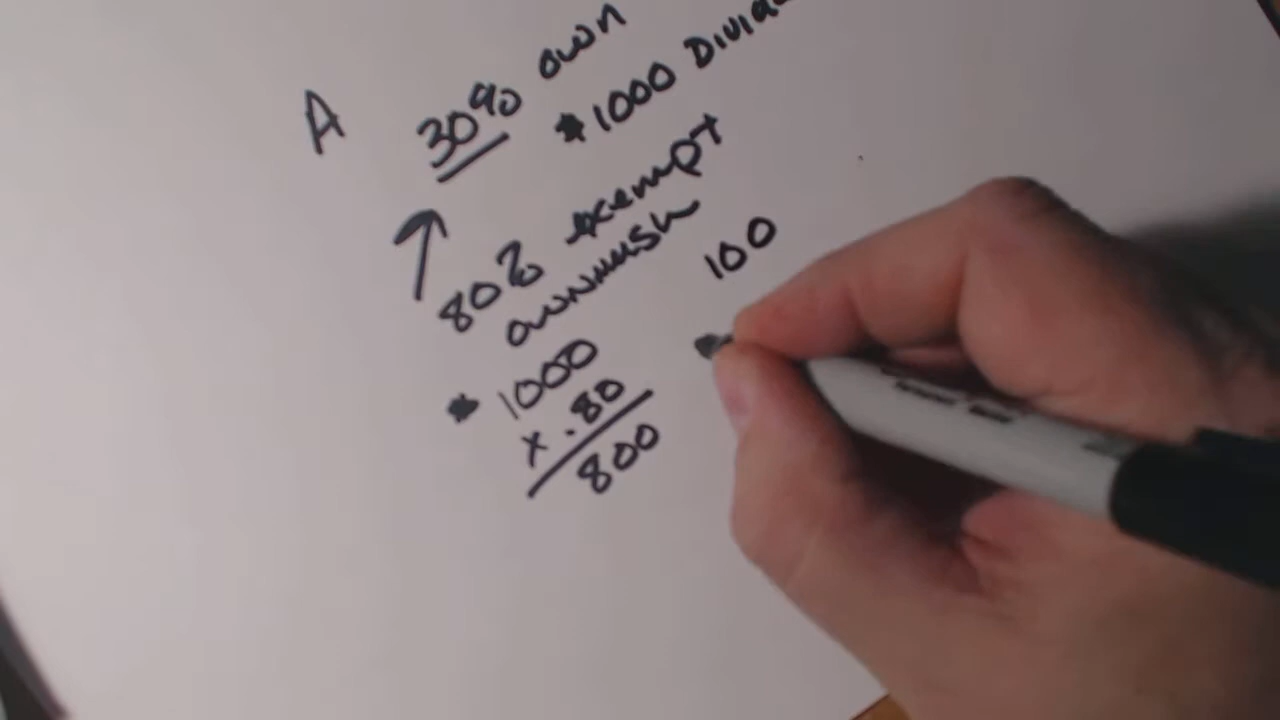 A 30% own
$1000 Divid
80% exempt
ownership
100
$1000
x .80
800